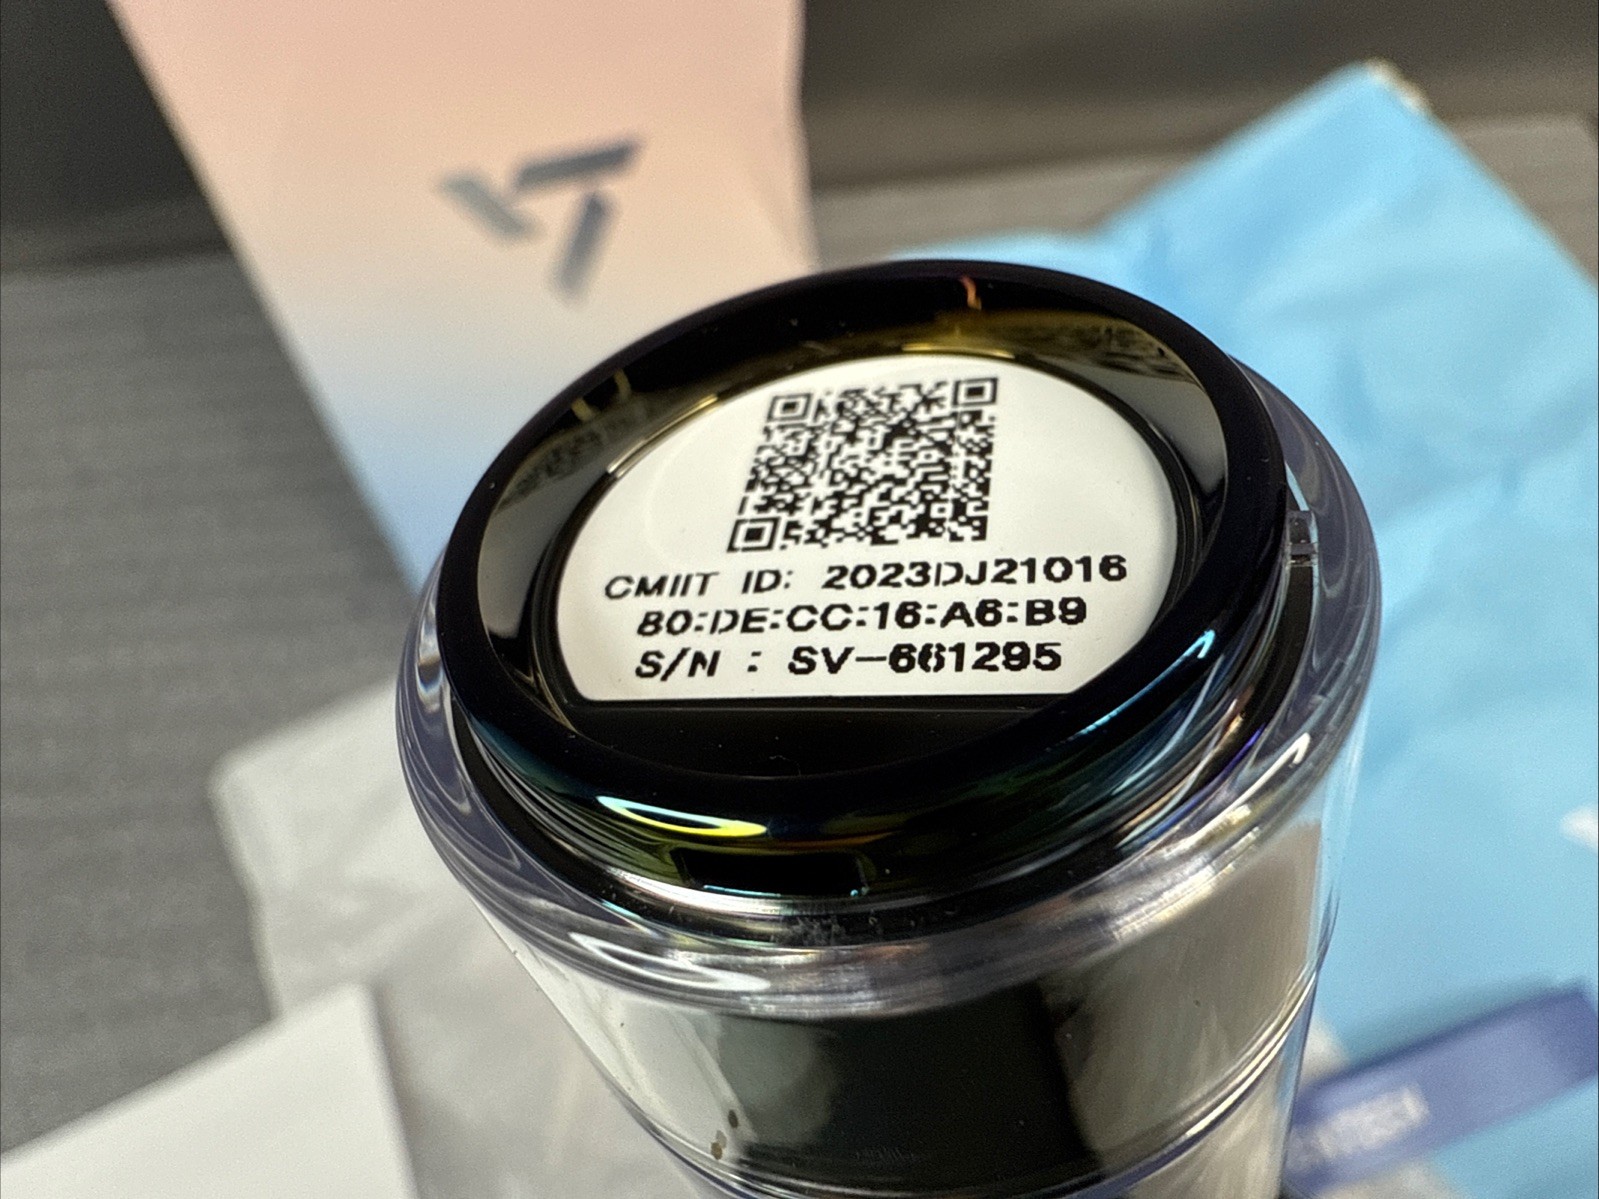 CMIIT ID: 2023DJ21016
80:DE:CC:16:A6:B9
S/N : SV-661295